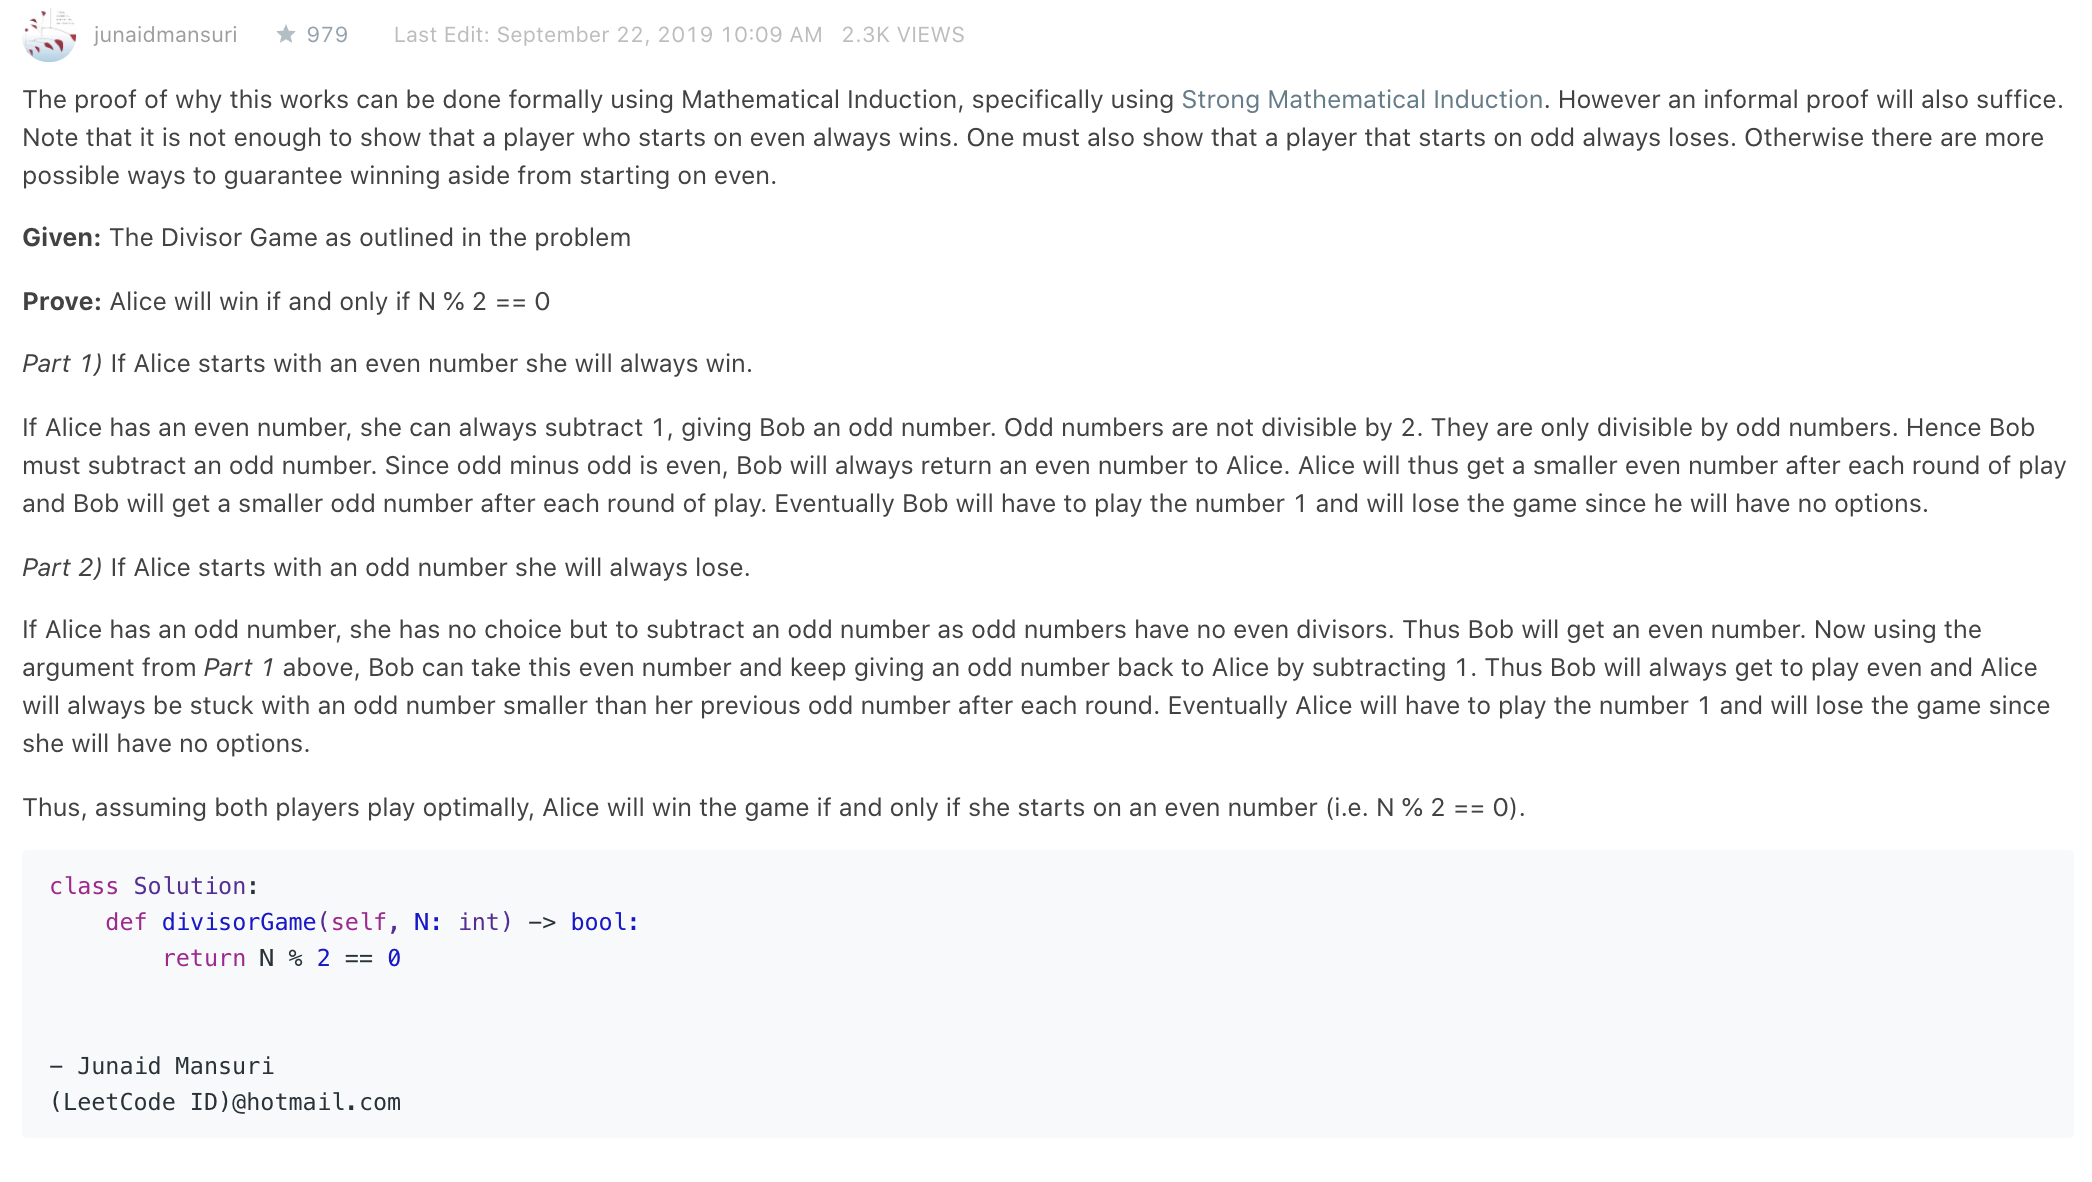 junaidmansuri ★ 979 Last Edit: September 22, 2019 10:09 AM 2.3K VIEWS
The proof of why this works can be done formally using Mathematical Induction, specifically using Strong Mathematical Induction. However an informal proof will also suffice.
Note that it is not enough to show that a player who starts on even always wins. One must also show that a player that starts on odd always loses. Otherwise there are more
possible ways to guarantee winning aside from starting on even.
Given: The Divisor Game as outlined in the problem
Prove: Alice will win if and only if N % 2 == 0
Part 1) If Alice starts with an even number she will always win.
If Alice has an even number, she can always subtract 1, giving Bob an odd number. Odd numbers are not divisible by 2. They are only divisible by odd numbers. Hence Bob
must subtract an odd number. Since odd minus odd is even, Bob will always return an even number to Alice. Alice will thus get a smaller even number after each round of play
and Bob will get a smaller odd number after each round of play. Eventually Bob will have to play the number 1 and will lose the game since he will have no options.
Part 2) If Alice starts with an odd number she will always lose.
If Alice has an odd number, she has no choice but to subtract an odd number as odd numbers have no even divisors. Thus Bob will get an even number. Now using the
argument from Part 1 above, Bob can take this even number and keep giving an odd number back to Alice by subtracting 1. Thus Bob will always get to play even and Alice
will always be stuck with an odd number smaller than her previous odd number after each round. Eventually Alice will have to play the number 1 and will lose the game since
she will have no options.
Thus, assuming both players play optimally, Alice will win the game if and only if she starts on an even number (i.e. N % 2 == 0).
class Solution:
    def divisorGame(self, N: int) -> bool:
        return N % 2 == 0
- Junaid Mansuri
(LeetCode ID)@hotmail.com